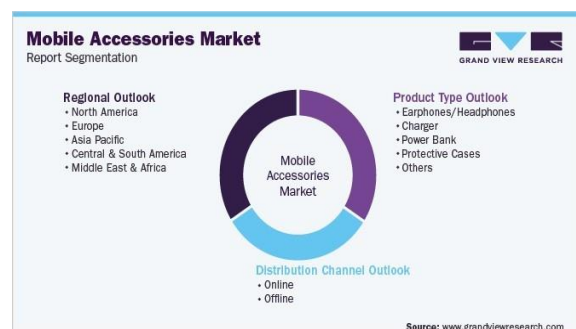 Mobile Accessories Market
Report Segmentation
GRAND VIEW RESEARCH
Regional Outlook
• North America
• Europe
• Asia Pacific
• Central & South America
• Middle East & Africa
Product Type Outlook
• Earphones/Headphones
• Charger
• Power Bank
• Protective Cases
• Others
Mobile
Accessories
Market
Distribution Channel Outlook
• Online
• Offline
Source: www.grandviewresearch.com